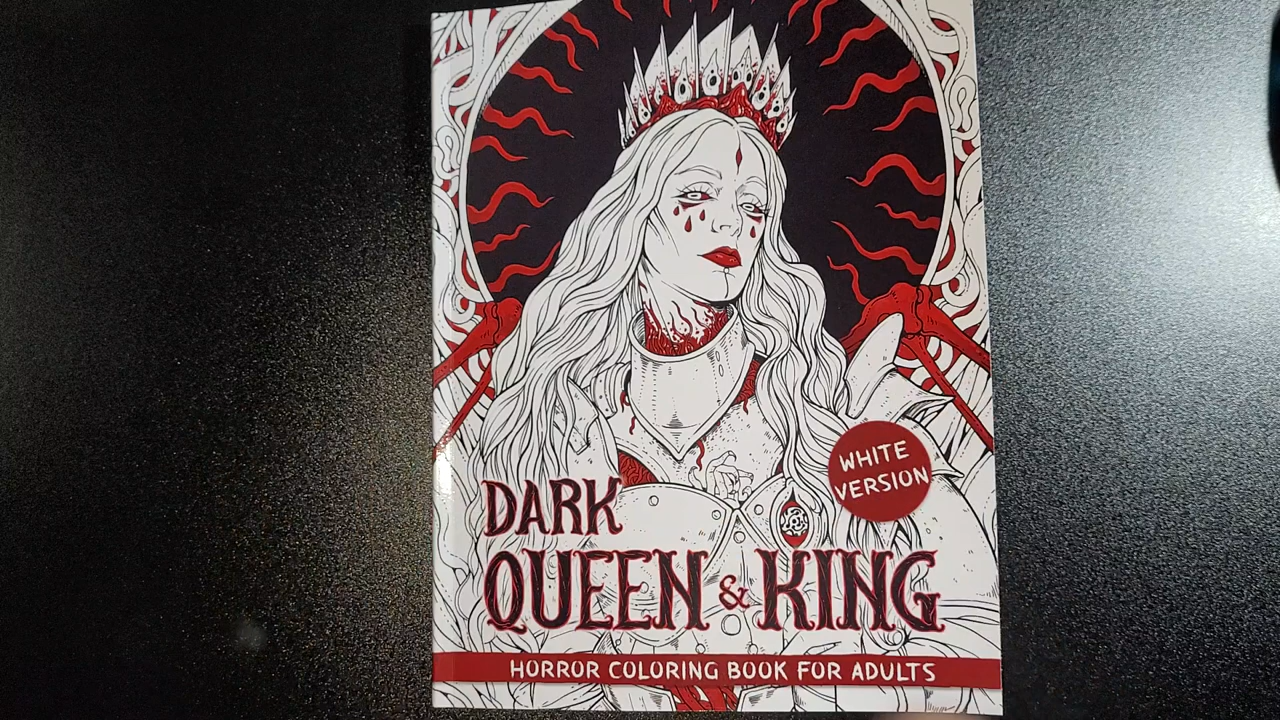 WHITE
VERSION
DARK
QUEEN & KING
HORROR COLORING BOOK FOR ADULTS